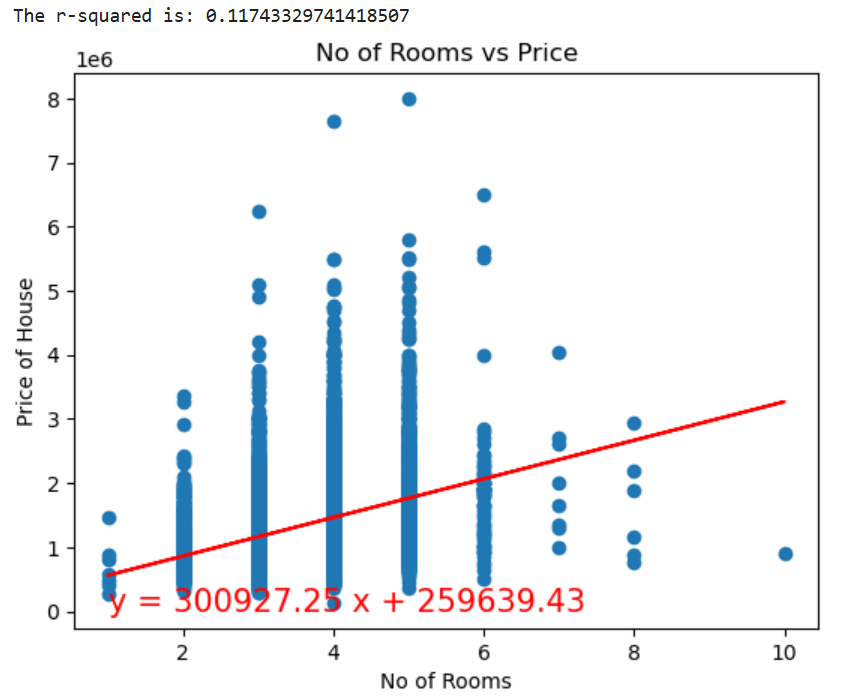 The r-squared is: 0.11743329741418507
No of Rooms vs Price
1e6
8
7
6
5
4
3
2
1
0
Price of House
y = 300927.25 x + 259639.43
2 4 6 8 10
No of Rooms